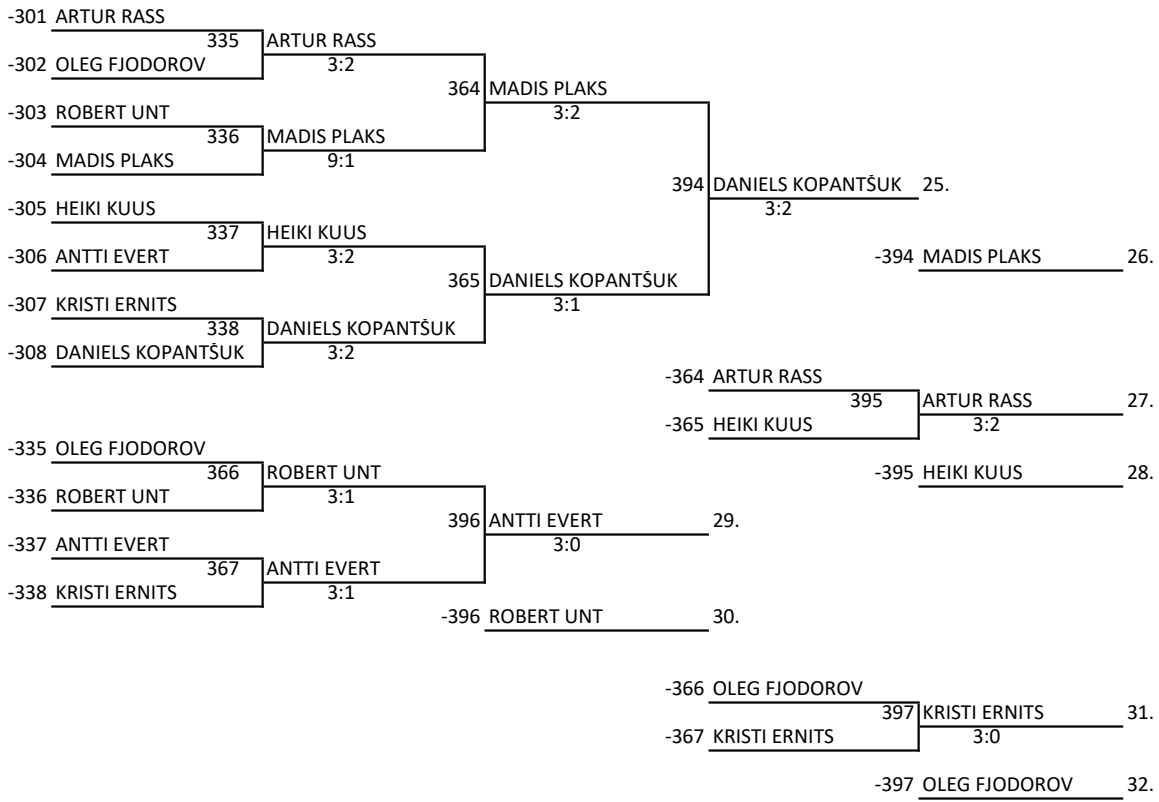 -301 ARTUR RASS
335 ARTUR RASS
-302 OLEG FJODOROV 3:2
364 MADIS PLAKS
-303 ROBERT UNT 3:2
336 MADIS PLAKS
-304 MADIS PLAKS 9:1
394 DANIELS KOPANTŠUK 25.
-305 HEIKI KUUS 3:2
337 HEIKI KUUS
-306 ANTTI EVERT 3:2 -394 MADIS PLAKS 26.
365 DANIELS KOPANTŠUK
-307 KRISTI ERNITS 3:1
338 DANIELS KOPANTŠUK
-308 DANIELS KOPANTŠUK 3:2
-364 ARTUR RASS
395 ARTUR RASS 27.
-365 HEIKI KUUS 3:2
-335 OLEG FJODOROV
366 ROBERT UNT -395 HEIKI KUUS 28.
-336 ROBERT UNT 3:1
396 ANTTI EVERT 29.
-337 ANTTI EVERT 3:0
367 ANTTI EVERT
-338 KRISTI ERNITS 3:1
-396 ROBERT UNT 30.
-366 OLEG FJODOROV
397 KRISTI ERNITS 31.
-367 KRISTI ERNITS 3:0
-397 OLEG FJODOROV 32.